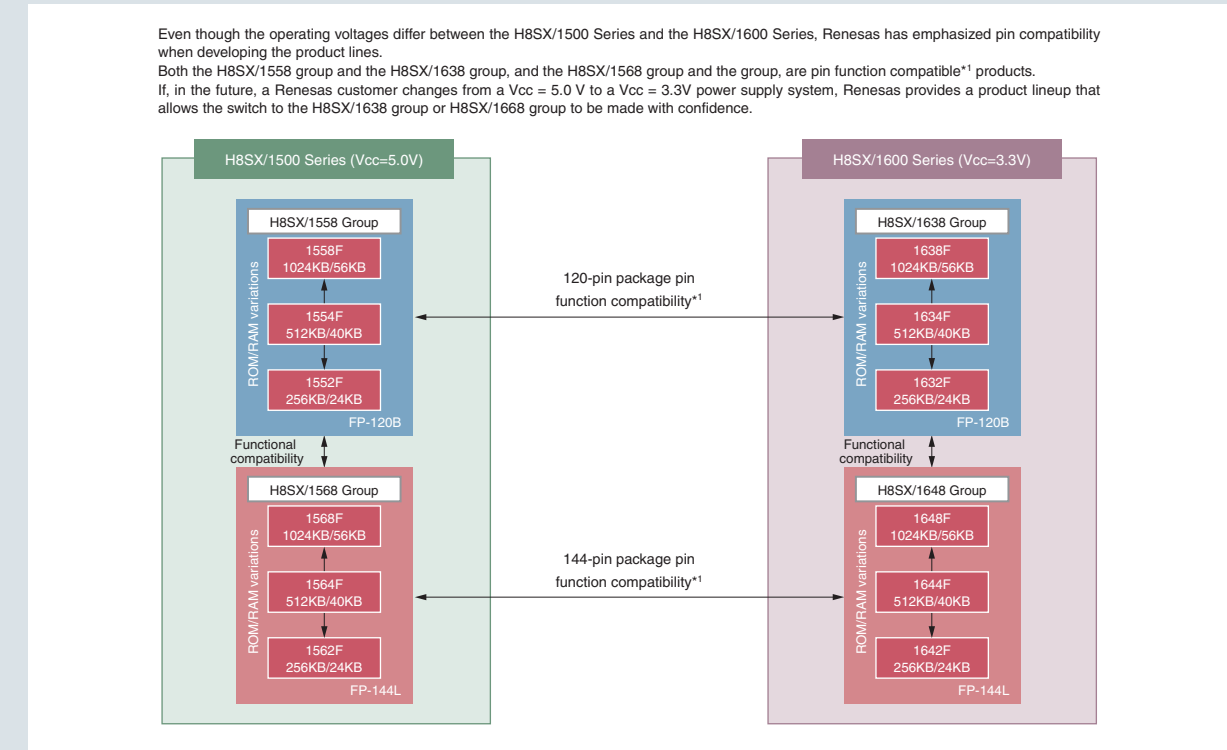 Even though the operating voltages differ between the H8SX/1500 Series and the H8SX/1600 Series, Renesas has emphasized pin compatibility
when developing the product lines.
Both the H8SX/1558 group and the H8SX/1638 group, and the H8SX/1568 group and the group, are pin function compatible*1 products.
If, in the future, a Renesas customer changes from a Vcc = 5.0 V to a Vcc = 3.3V power supply system, Renesas provides a product lineup that
allows the switch to the H8SX/1638 group or H8SX/1668 group to be made with confidence.
H8SX/1500 Series (Vcc=5.0V)
H8SX/1558 Group
ROM/RAM variations
1558F
1024KB/56KB
1554F
512KB/40KB
1552F
256KB/24KB
FP-120B
Functional
compatibility
H8SX/1568 Group
ROM/RAM variations
1568F
1024KB/56KB
1564F
512KB/40KB
1562F
256KB/24KB
FP-144L
120-pin package pin
function compatibility*1
144-pin package pin
function compatibility*1
H8SX/1600 Series (Vcc=3.3V)
H8SX/1638 Group
ROM/RAM variations
1638F
1024KB/56KB
1634F
512KB/40KB
1632F
256KB/24KB
FP-120B
Functional
compatibility
H8SX/1648 Group
ROM/RAM variations
1648F
1024KB/56KB
1644F
512KB/40KB
1642F
256KB/24KB
FP-144L